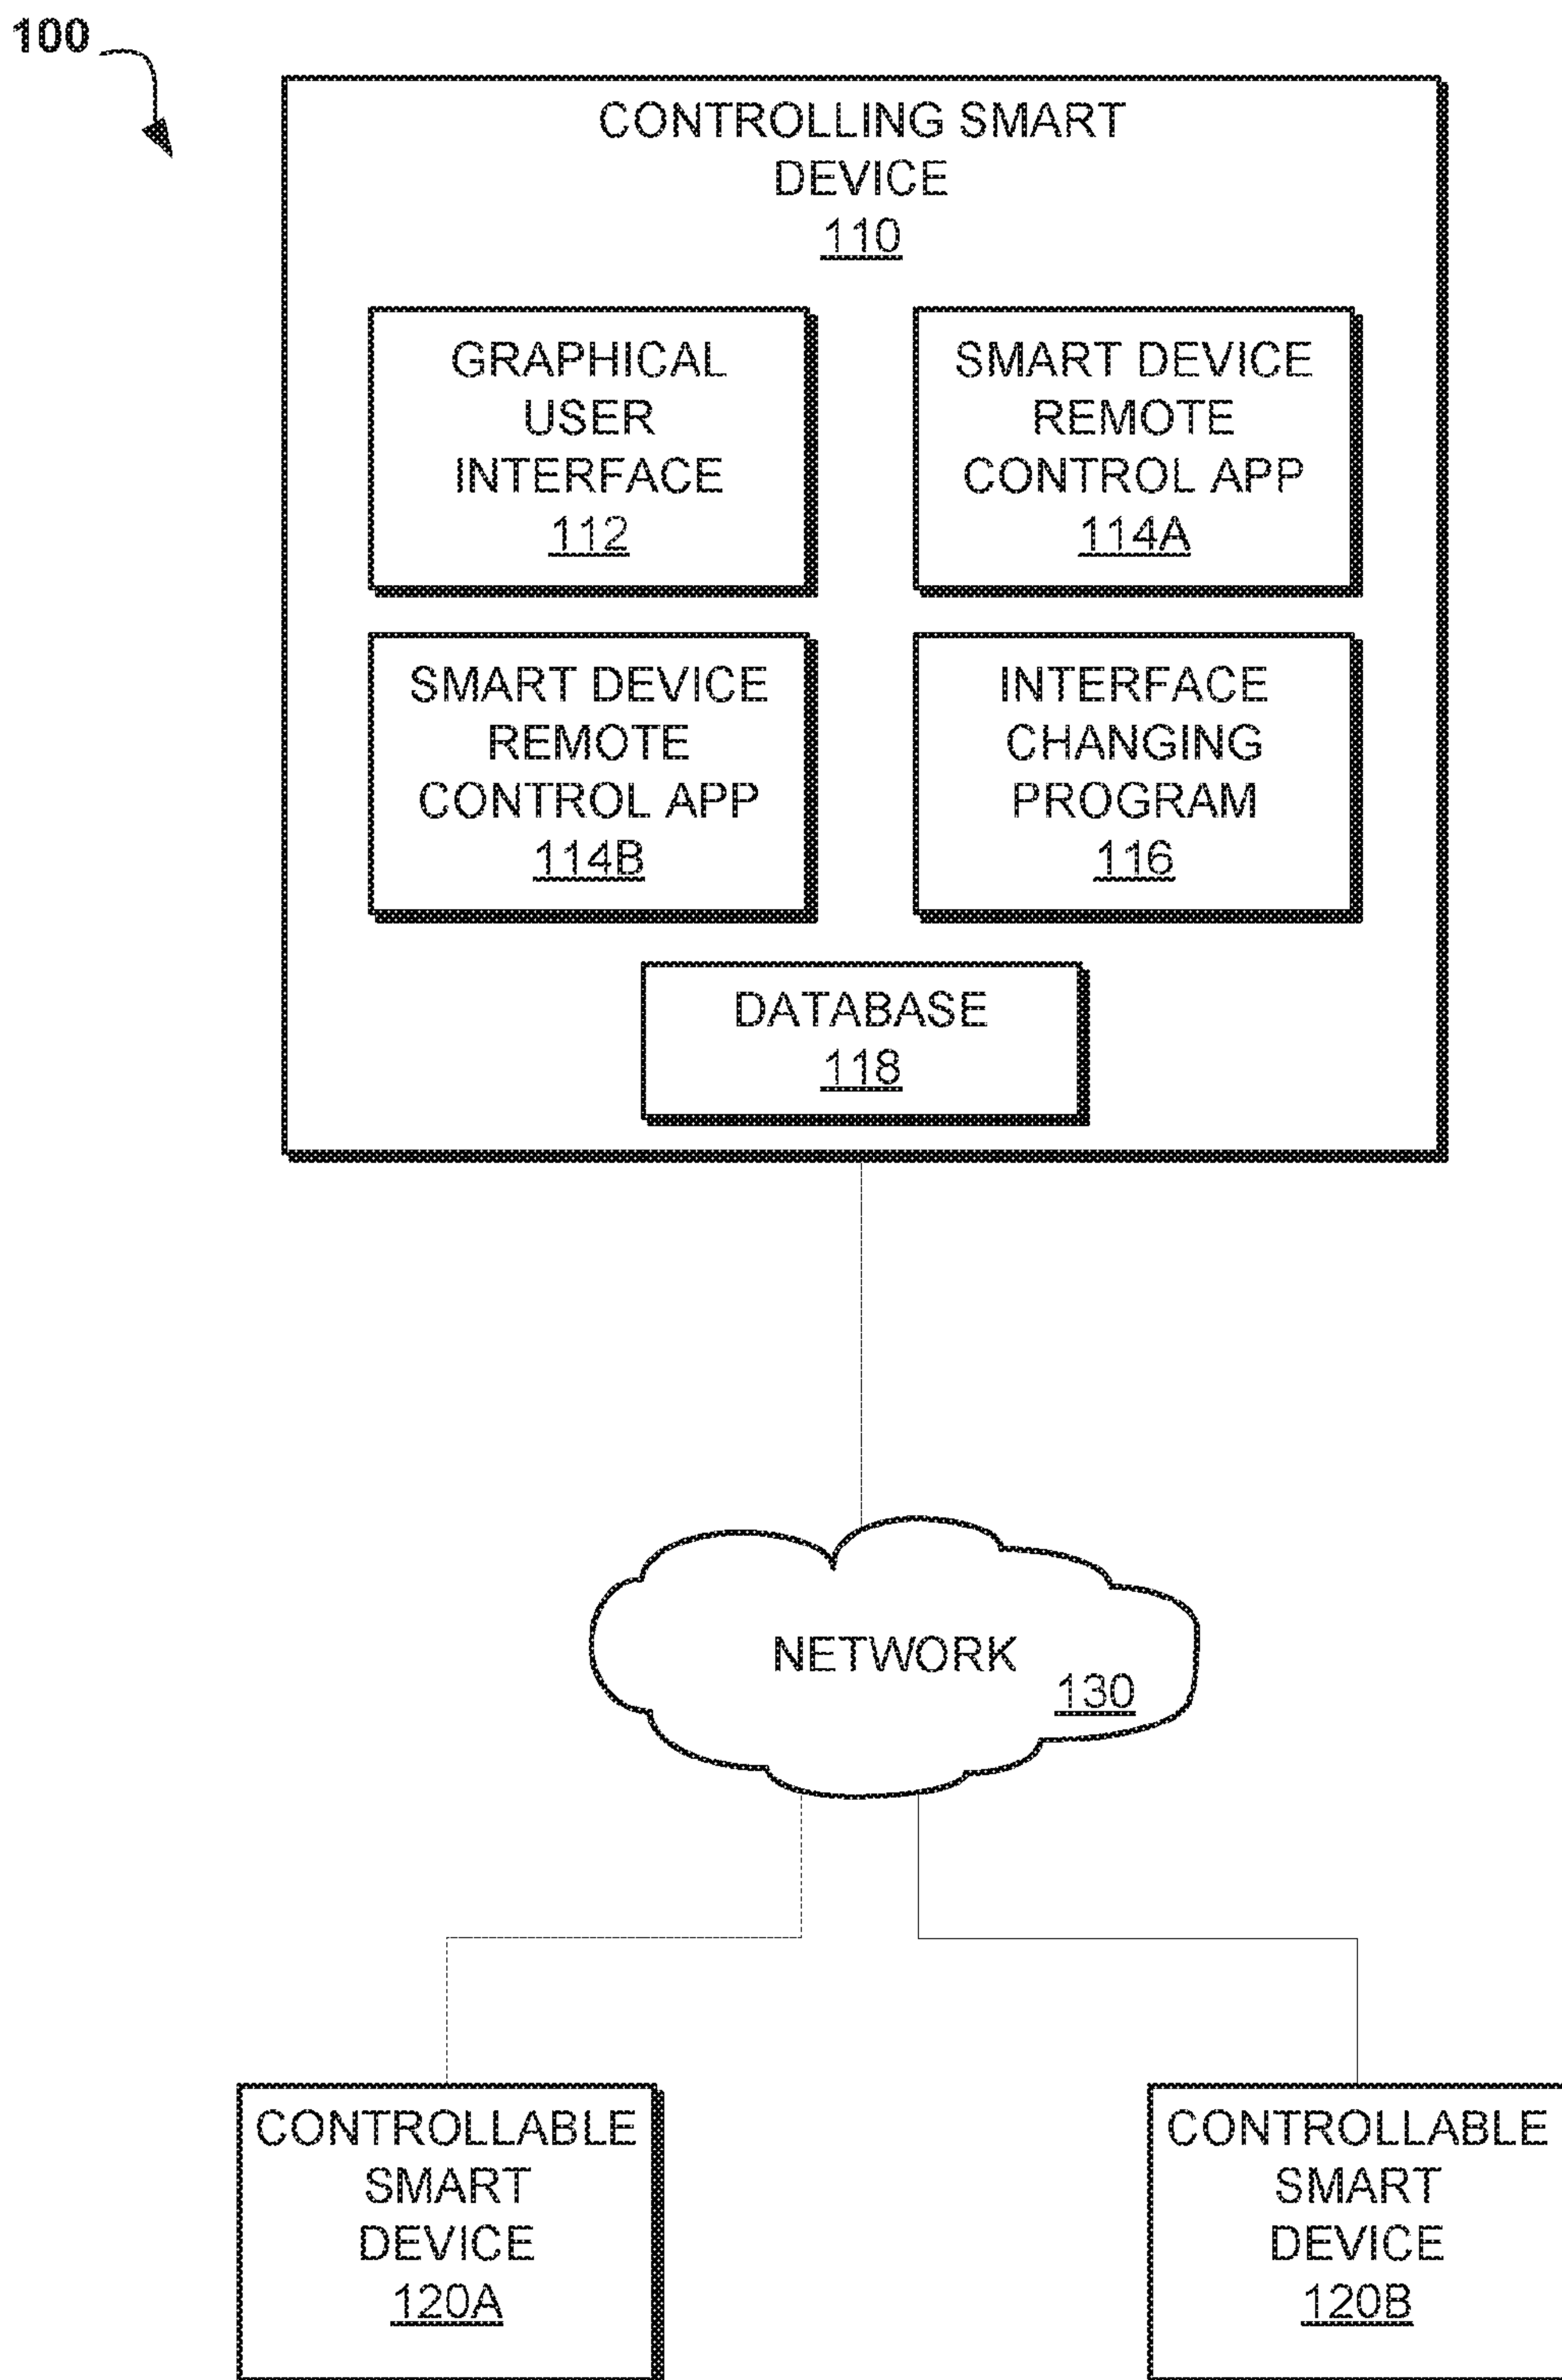 100
CONTROLLING SMART
DEVICE
110
GRAPHICAL
USER
INTERFACE
112
SMART DEVICE
REMOTE
CONTROL APP
114A
SMART DEVICE
REMOTE
CONTROL APP
114B
INTERFACE
CHANGING
PROGRAM
116
DATABASE
118
NETWORK
130
CONTROLLABLE
SMART
DEVICE
120A
CONTROLLABLE
SMART
DEVICE
120B